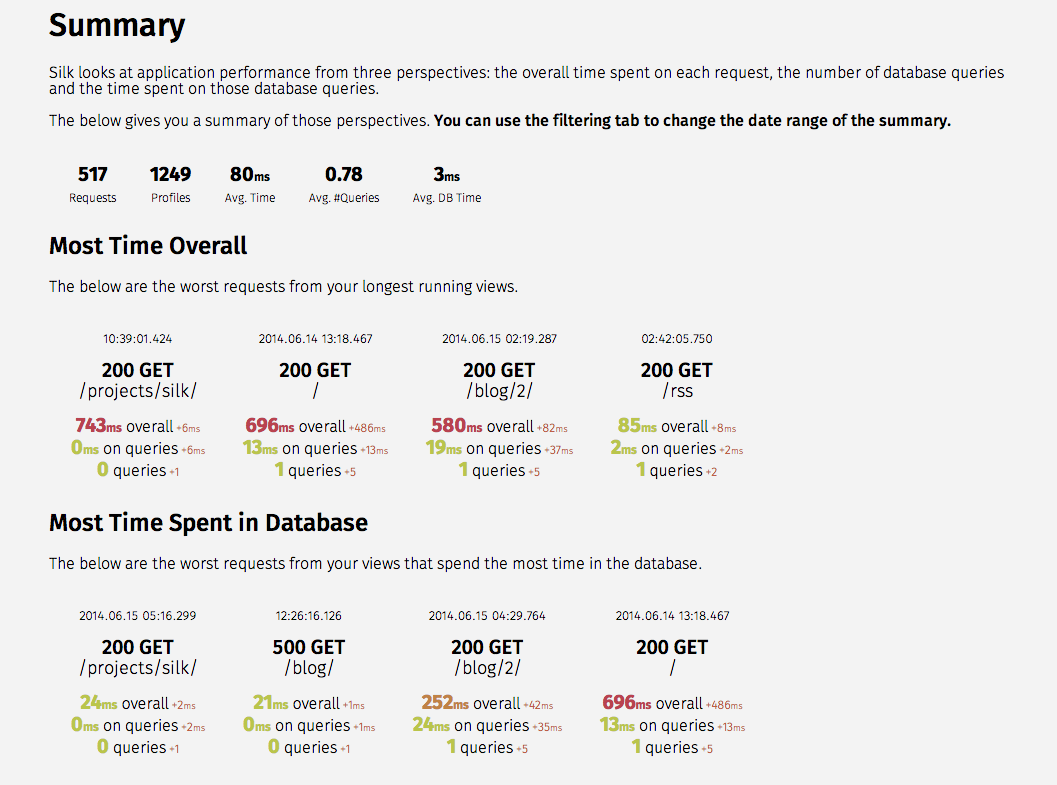 Summary
Silk looks at application performance from three perspectives: the overall time spent on each request, the number of database queries
and the time spent on those database queries.
The below gives you a summary of those perspectives. You can use the filtering tab to change the date range of the summary.
517 1249 80ms 0.78 3ms
Requests Profiles Avg. Time Avg. #Queries Avg. DB Time
Most Time Overall
The below are the worst requests from your longest running views.
10:39:01.424 2014.06.14 13:18.467 2014.06.15 02:19.287 02:42:05.750
200 GET 200 GET 200 GET 200 GET
/projects/silk/ / /blog/2/ /rss
743ms overall +6ms 696ms overall +486ms 580ms overall +82ms 85ms overall +8ms
0ms on queries +6ms 13ms on queries +13ms 19ms on queries +37ms 2ms on queries +2ms
0 queries +1 1 queries +5 1 queries +5 1 queries +2
Most Time Spent in Database
The below are the worst requests from your views that spend the most time in the database.
2014.06.15 05:16.299 12:26:16.126 2014.06.15 04:29.764 2014.06.14 13:18.467
200 GET 500 GET 200 GET 200 GET
/projects/silk/ /blog/ /blog/2/ /
24ms overall +2ms 21ms overall +1ms 252ms overall +42ms 696ms overall +486ms
0ms on queries +2ms 0ms on queries +1ms 24ms on queries +35ms 13ms on queries +13ms
0 queries +1 0 queries +1 1 queries +5 1 queries +5